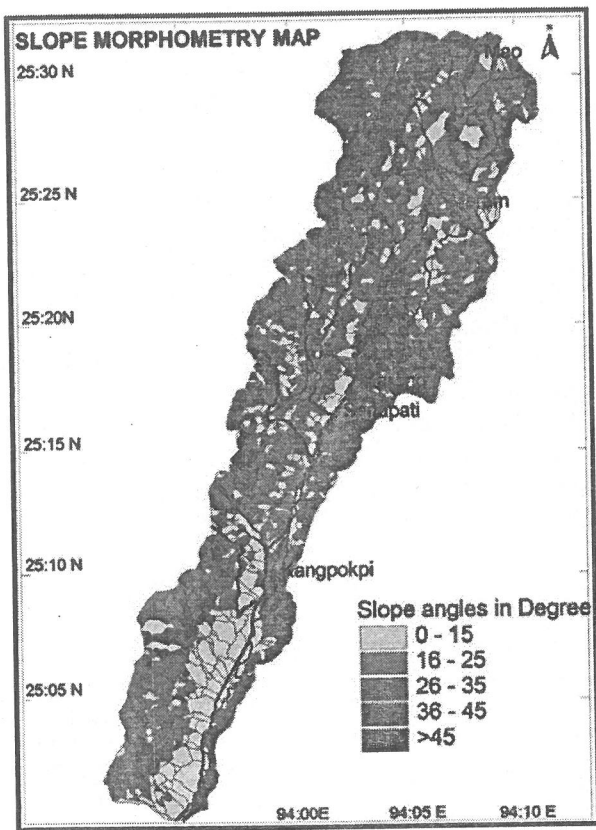 SLOPE MORPHOMETRY MAP
Mao
25:30 N
25:25 N
25:20N
Senapati
25:15 N
25:10 N
kangpokpi
Slope angles in Degree
0 - 15
16 - 25
26 - 35
36 - 45
>45
25:05 N
94:00E
94:05 E
94:10 E